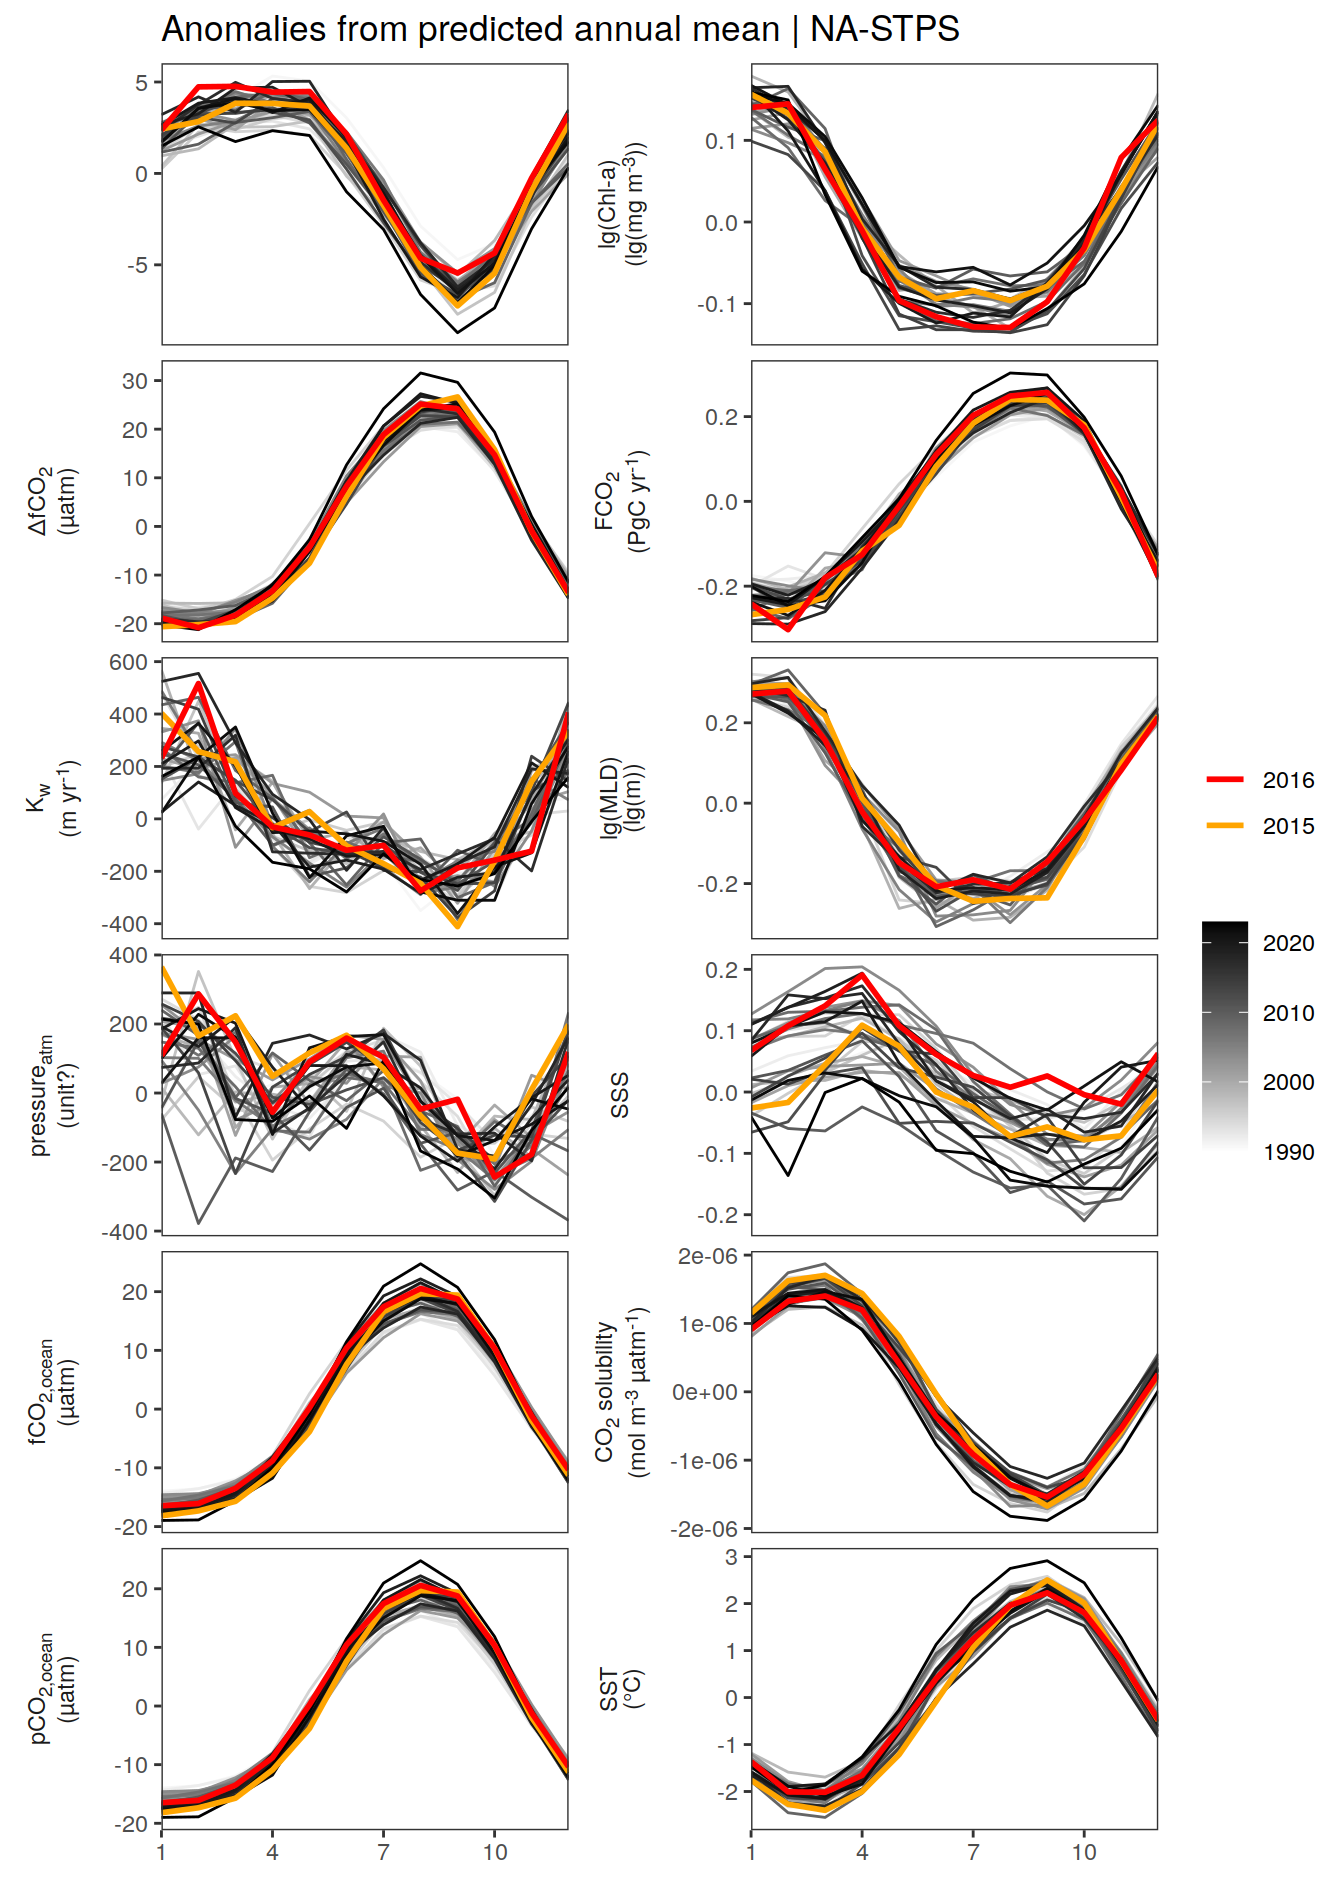 Anomalies from predicted annual mean | NA-STPS
5
0
-5
lg(Chl-a)
(lg(mg m-3))
0.1
0.0
-0.1
ΔfCO2
(µatm)
30
20
10
0
-10
-20
FCO2
(PgC yr-1)
0.2
0.0
-0.2
Kw
(m yr-1)
600
400
200
0
-200
-400
lg(MLD)
(lg(m))
0.2
0.0
-0.2
pressureatm
(unit?)
400
200
0
-200
-400
SSS
0.2
0.1
0.0
-0.1
-0.2
fCO2,ocean
(µatm)
20
10
0
-10
-20
CO2 solubility
(mol m-3 µatm-1)
2e-06
1e-06
0e+00
-1e-06
-2e-06
pCO2,ocean
(µatm)
20
10
0
-10
-20
SST
(°C)
3
2
1
0
-1
-2
1 4 7 10
1 4 7 10
2016
2015
2020
2010
2000
1990